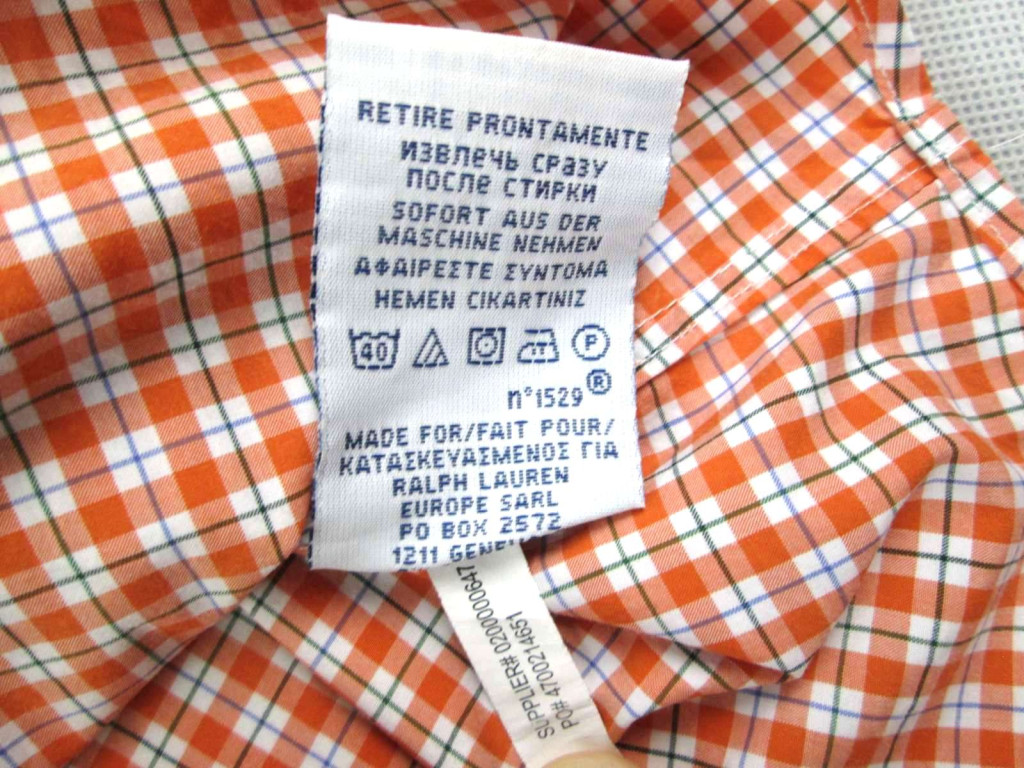 RETIRE PRONTAMENTE
ИЗВЛЕЧЬ СРАЗУ
ПОСЛЕ СТИРКИ
SOFORT AUS DER
MASCHINE NEHMEN
ΑΦΑΙΡΕΣΤΕ ΣΥΝΤΟΜΑ
HEMEN CIKARTINIZ
40 P
n°1529®
MADE FOR/FAIT POUR/
ΚΑΤΑΣΚΕΥΑΣΜΕΝΟΣ ΓΙΑ
RALPH LAUREN
EUROPE SARL
PO BOX 2572
1211
SUPPLIER# 0200000647
PO# 4700214651